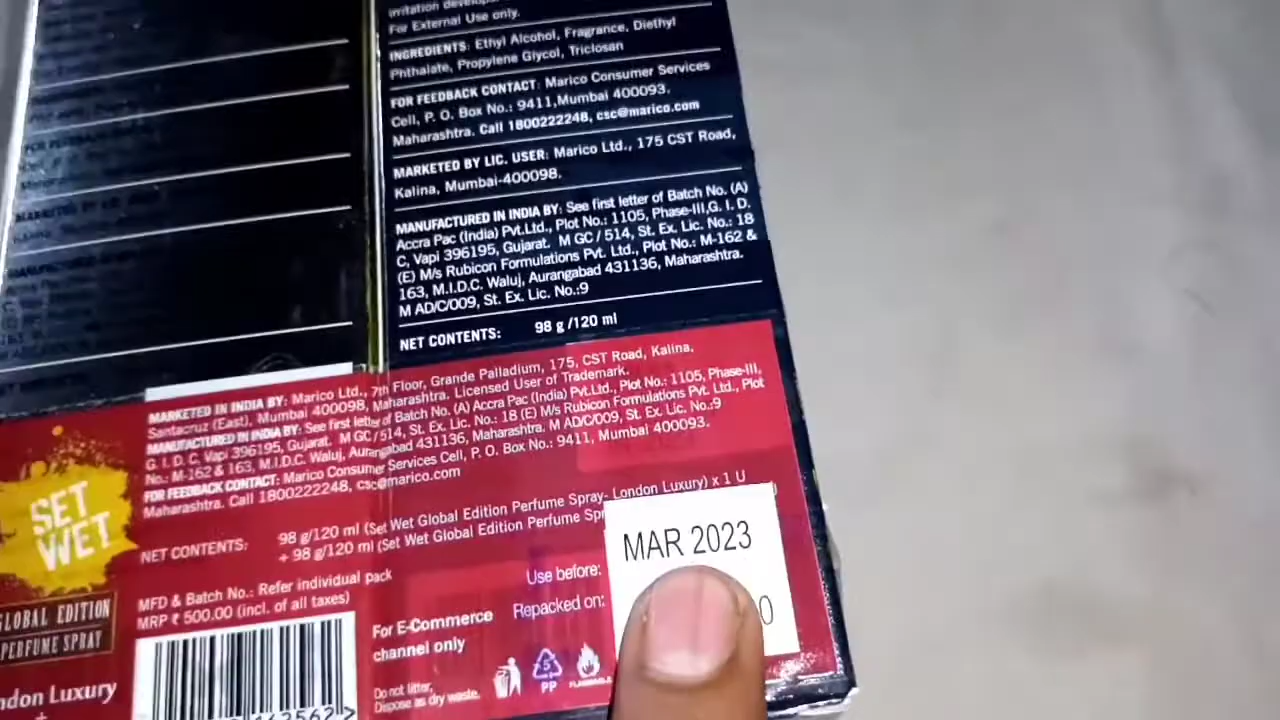 irritation
For External Use only.
INGREDIENTS: Ethyl Alcohol, Fragrance, Diethyl
Phthalate, Propylene Glycol, Triclosan
FOR FEEDBACK CONTACT: Marico Consumer Services
Cell, P. O. Box No.: 9411,Mumbai 400093.
Maharashtra. Call 1800222248, csc@marico.com
MARKETED BY LIC. USER: Marico Ltd., 175 CST Road,
Kalina, Mumbai-400098.
MANUFACTURED IN INDIA BY: See first letter of Batch No. (A)
Accra Pac (India) Pvt.Ltd., Plot No.: 1105, Phase-III,G. I. D.
C, Vapi 396195, Gujarat. M GC / 514, St. Ex. Lic. No.: 18
(E) M/s Rubicon Formulations Pvt. Ltd., Plot No.: M-162 &
163, M.I.D.C. Waluj, Aurangabad 431136, Maharashtra.
M AD/C/009, St. Ex. Lic. No.:9
NET CONTENTS: 98 g /120 ml
MARKETED IN INDIA BY: Marico Ltd., 7th Floor, Grande Palladium, 175, CST Road, Kalina,
Santacruz (East), Mumbai 400098, Maharashtra. Licensed User of Trademark.
MANUFACTURED IN INDIA BY: See first letter of Batch No. (A) Accra Pac (India) Pvt.Ltd., Plot No.: 1105, Phase-III,
G. I. D. C, Vapi 396195, Gujarat. M GC / 514, St. Ex. Lic. No.: 18 (E) M/s Rubicon Formulations Pvt. Ltd., Plot
No.: M-162 & 163, M.I.D.C. Waluj, Aurangabad 431136, Maharashtra. M AD/C/009, St. Ex. Lic. No.:9
FOR FEEDBACK CONTACT: Marico Consumer Services Cell, P. O. Box No.: 9411, Mumbai 400093.
Maharashtra. Call 1800222248, csc@marico.com
NET CONTENTS: 98 g/120 ml (Set Wet Global Edition Perfume Spray- London Luxury) x 1 U
+ 98 g/120 ml (Set Wet Global Edition Perfume
SET
WET
GLOBAL EDITION
PERFUME SPRAY
London Luxury
+
MFD & Batch No.: Refer individual pack
MRP ₹ 500.00 (incl. of all taxes)
For E-Commerce
channel only
Use before: MAR 2023
Repacked on: 0
Do not litter,
Dispose as dry waste.
5
PP
FLAMMABLE